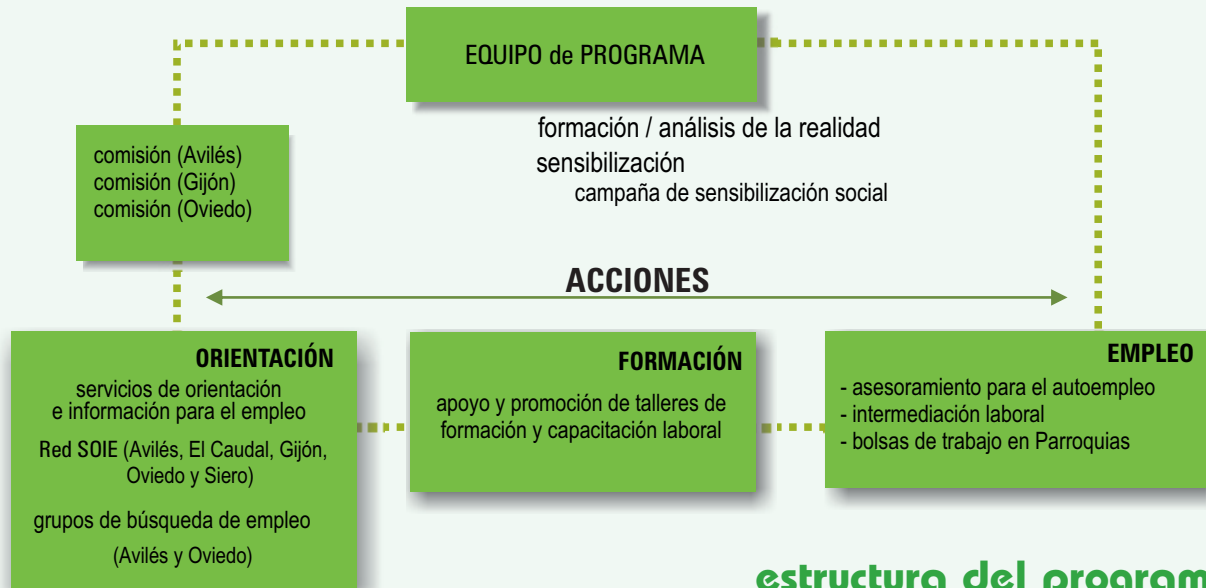 EQUIPO de PROGRAMA
formación / análisis de la realidad
sensibilización
campaña de sensibilización social
comisión (Avilés)
comisión (Gijón)
comisión (Oviedo)
ACCIONES
ORIENTACIÓN
servicios de orientación
e información para el empleo
Red SOIE (Avilés, El Caudal, Gijón,
Oviedo y Siero)
grupos de búsqueda de empleo
(Avilés y Oviedo)
FORMACIÓN
apoyo y promoción de talleres de
formación y capacitación laboral
EMPLEO
- asesoramiento para el autoempleo
- intermediación laboral
- bolsas de trabajo en Parroquias
estructura del program